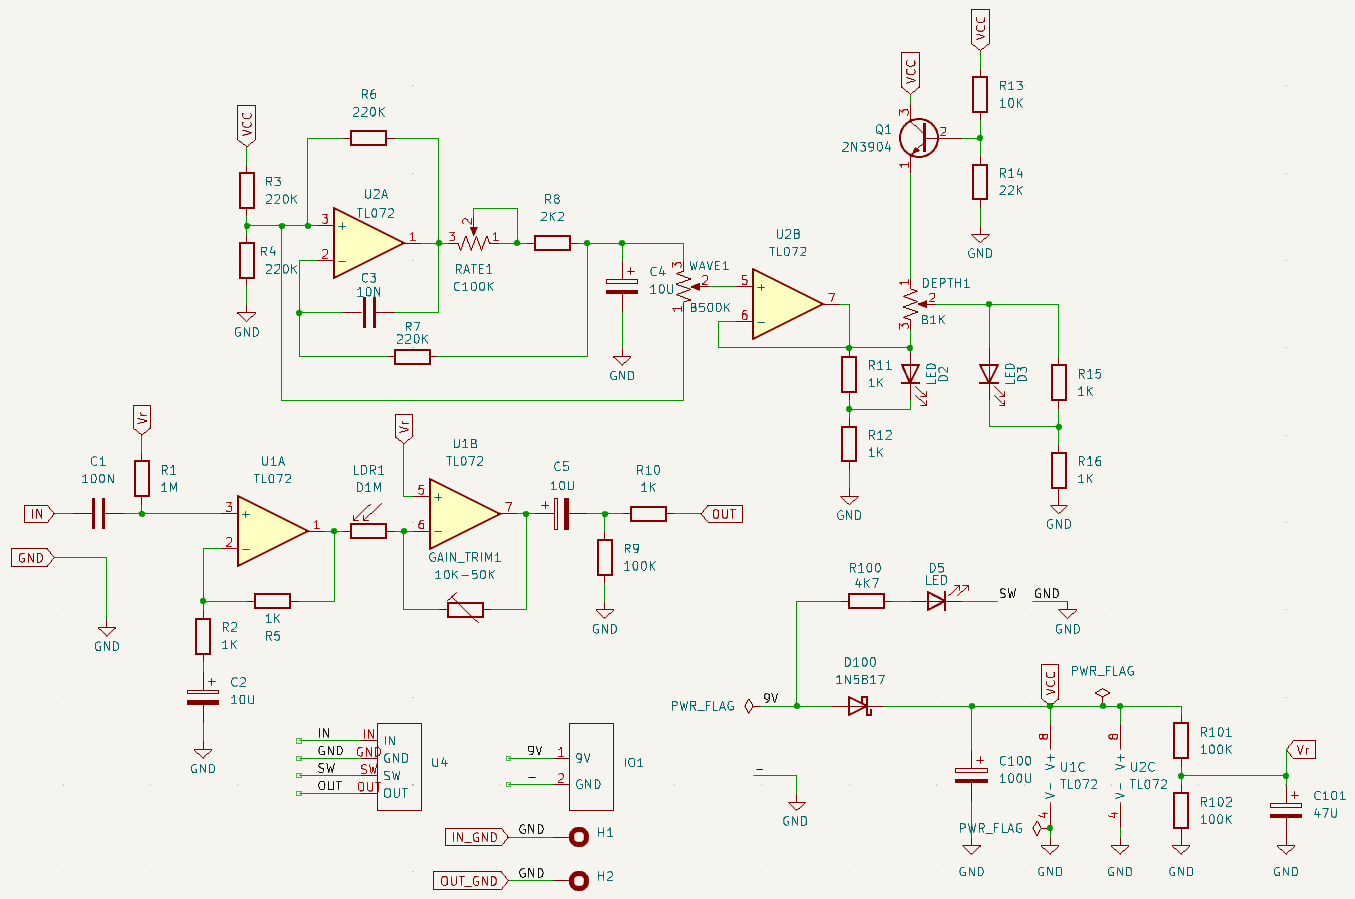 VCC
VCC
R13
10K
R6
220K
VCC
3
Q1
2N3904
2
1
R14
22K
GND
R3
220K
U2A
TL072
3
+
1
2
−
R4
220K
GND
C3
10N
R7
220K
2
3
1
RATE1
C100K
R8
2K2
+
C4
10U
GND
3
WAVE1
2
B500K
1
U2B
TL072
5
+
7
6
−
1
DEPTH1
2
B1K
3
R11
1K
LED
D2
LED
D3
R15
1K
R12
1K
GND
R16
1K
GND
Vr
Vr
C1
100N
R1
1M
IN
GND
GND
U1A
TL072
3
+
1
2
−
1K
R5
R2
1K
+
C2
10U
GND
LDR1
D1M
U1B
TL072
5
+
7
6
−
GAIN_TRIM1
10K-50K
C5
10U
+
R10
1K
OUT
R9
100K
GND
R100
4K7
D5
LED
SW
GND
GND
PWR_FLAG
9V
D100
1N5817
VCC
PWR_FLAG
+
C100
100U
GND
8
V+
U1C
TL072
V-
4
PWR_FLAG
GND
8
V+
U2C
TL072
V-
4
GND
R101
100K
R102
100K
GND
Vr
+
C101
47U
GND
−
GND
IN
IN
IN
GND
GND
GND
SW
SW
SW
OUT
OUT
OUT
U4
9V
1
9V
−
2
GND
IO1
IN_GND
GND
H1
OUT_GND
GND
H2